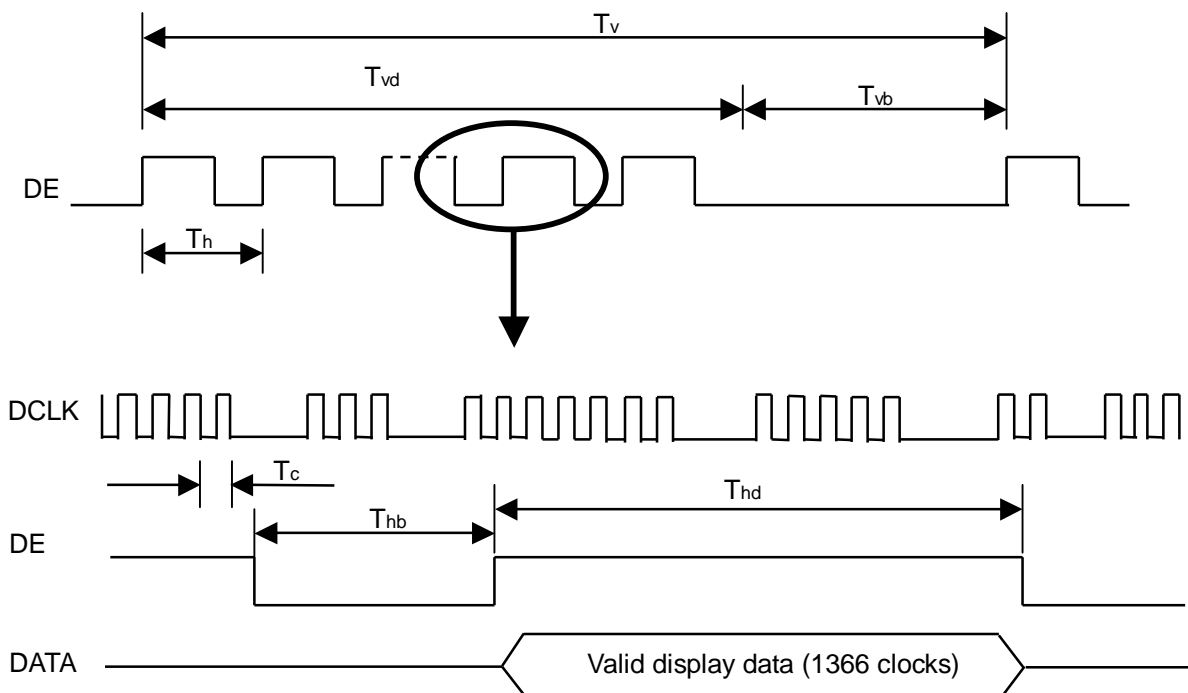 Tv
Tvd
Tvb
DE
Th
DCLK
Tc
Thd
Thb
DE
DATA
Valid display data (1366 clocks)